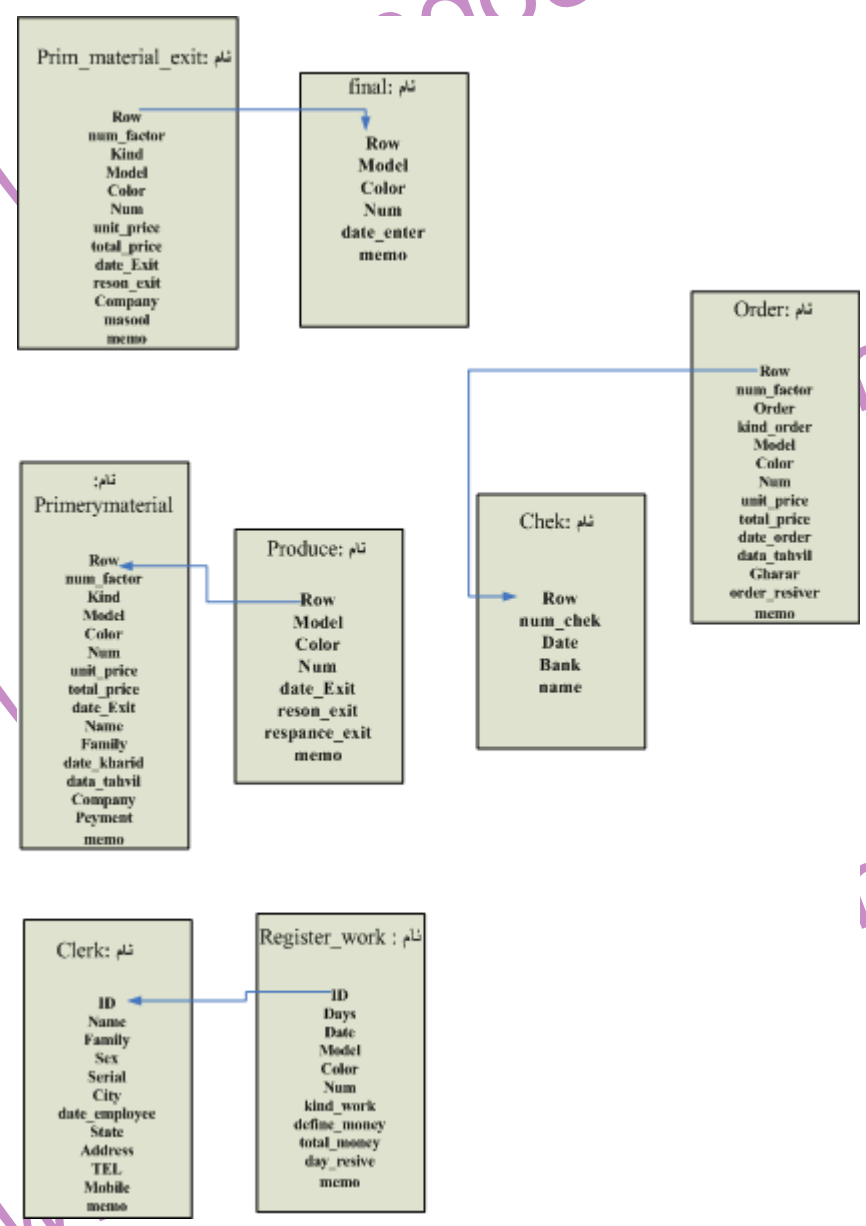 Prim_material_exit: نام
Row
num_factor
Kind
Model
Color
Num
unit_price
total_price
date_Exit
reson_exit
Company
masool
memo
final: نام
Row
Model
Color
Num
date_enter
memo
Order: نام
Row
num_factor
Order
kind_order
Model
Color
Num
unit_price
total_price
date_order
data_tahvil
Gharar
order_resiver
memo
نام:
Primerymaterial
Row
num_factor
Kind
Model
Color
Num
unit_price
total_price
date_Exit
Name
Family
date_kharid
data_tahvil
Company
Peyment
memo
Produce: نام
Row
Model
Color
Num
date_Exit
reson_exit
respance_exit
memo
Chek: نام
Row
num_chek
Date
Bank
name
Clerk: نام
ID
Name
Family
Sex
Serial
City
date_employee
State
Address
TEL
Mobile
memo
Register_work : نام
ID
Days
Date
Model
Color
Num
kind_work
define_money
total_money
day_resive
memo